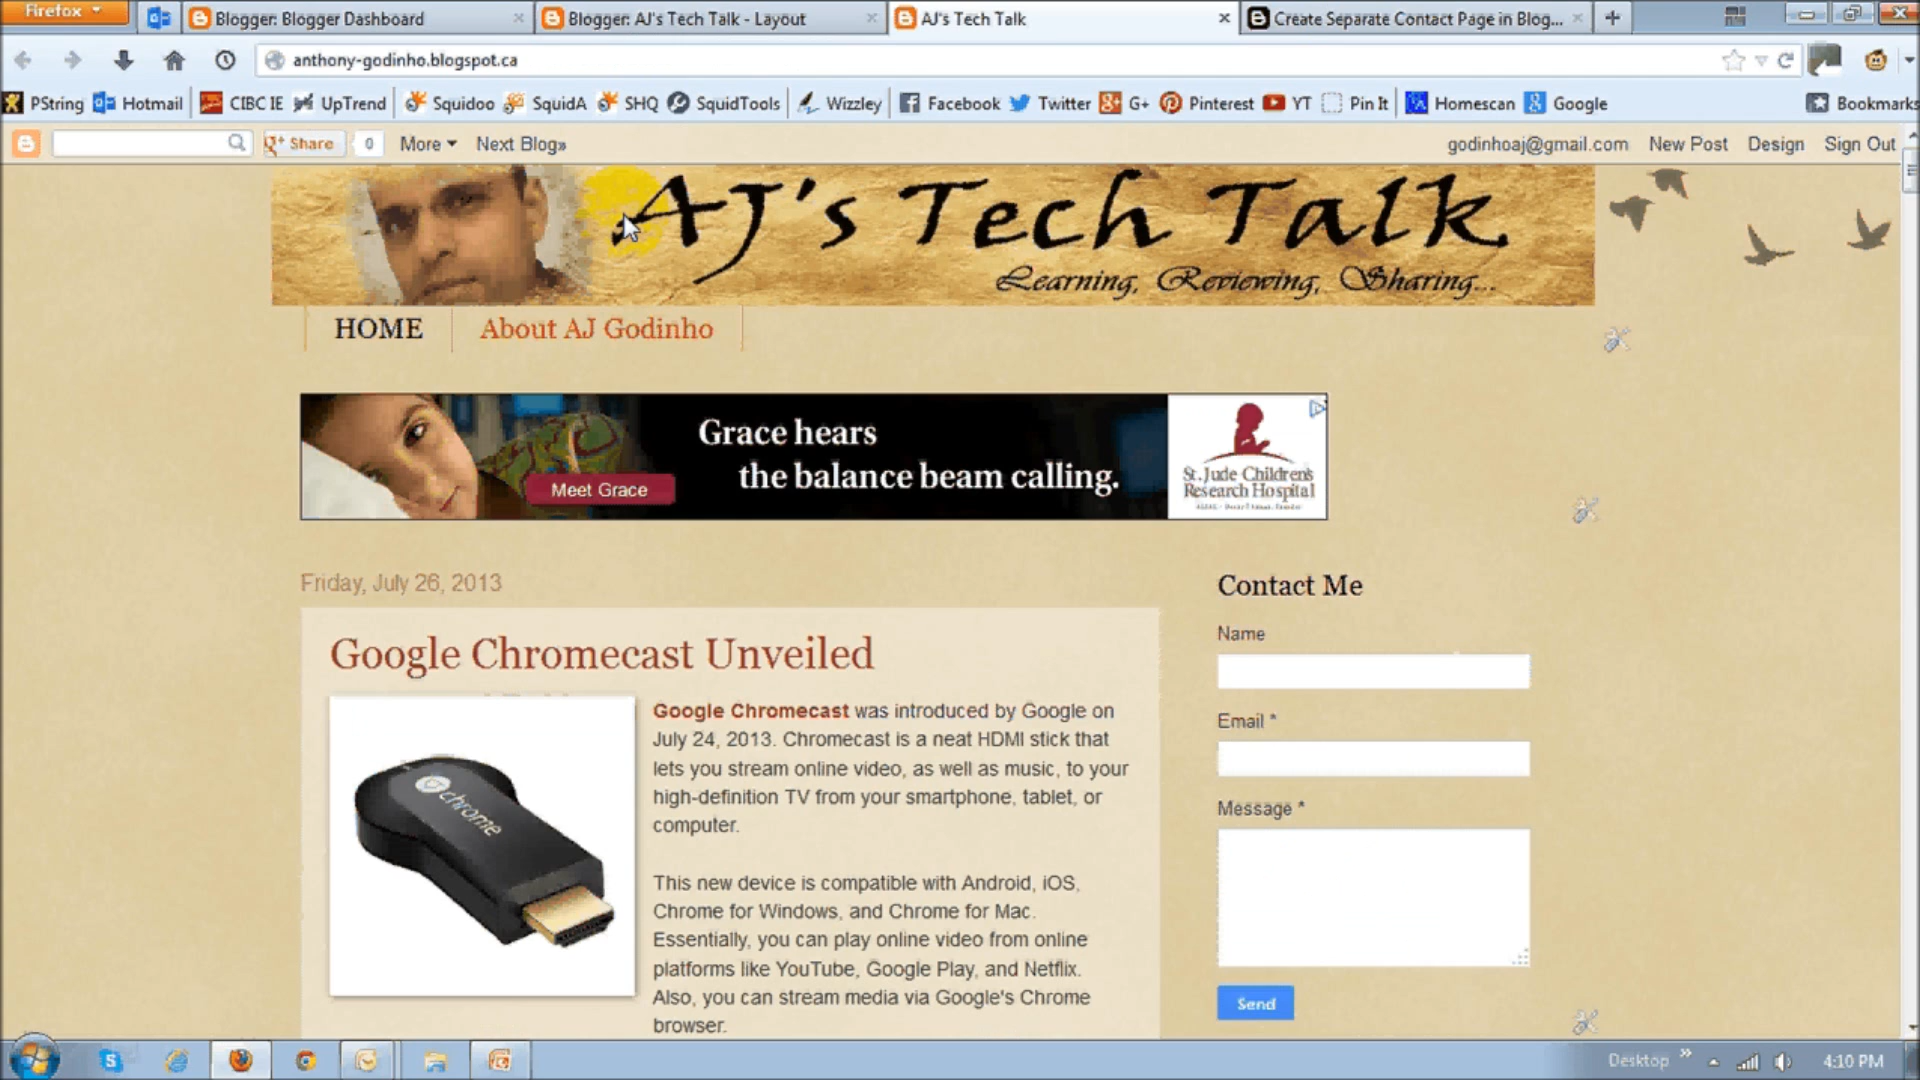 Firefox
Blogger: Blogger Dashboard
Blogger: AJ's Tech Talk - Layout
AJ's Tech Talk
Create Separate Contact Page in Blog...
anthony-godinho.blogspot.ca
PString Hotmail CIBC IE UpTrend Squidoo SquidA SHQ SquidTools Wizzley Facebook Twitter G+ Pinterest YT Pin It Homescan Google Bookmarks
Share 0 More Next Blog» godinhoaj@gmail.com New Post Design Sign Out
AJ's Tech Talk
Learning, Reviewing, Sharing...
HOME About AJ Godinho
Grace hears
the balance beam calling.
Meet Grace
St. Jude Children's
Research Hospital
Friday, July 26, 2013
Google Chromecast Unveiled
chrome
Google Chromecast was introduced by Google on
July 24, 2013. Chromecast is a neat HDMI stick that
lets you stream online video, as well as music, to your
high-definition TV from your smartphone, tablet, or
computer.
This new device is compatible with Android, iOS,
Chrome for Windows, and Chrome for Mac.
Essentially, you can play online video from online
platforms like YouTube, Google Play, and Netflix.
Also, you can stream media via Google's Chrome
browser.
Contact Me
Name
Email *
Message *
Send
Desktop
4:10 PM